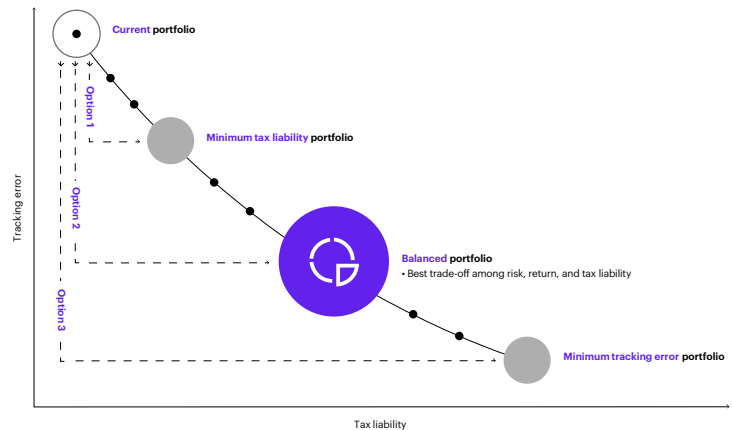 Current portfolio
Option 1
Minimum tax liability portfolio
Option 2
Tracking error
Balanced portfolio
• Best trade-off among risk, return, and tax liability
Option 3
Minimum tracking error portfolio
Tax liability